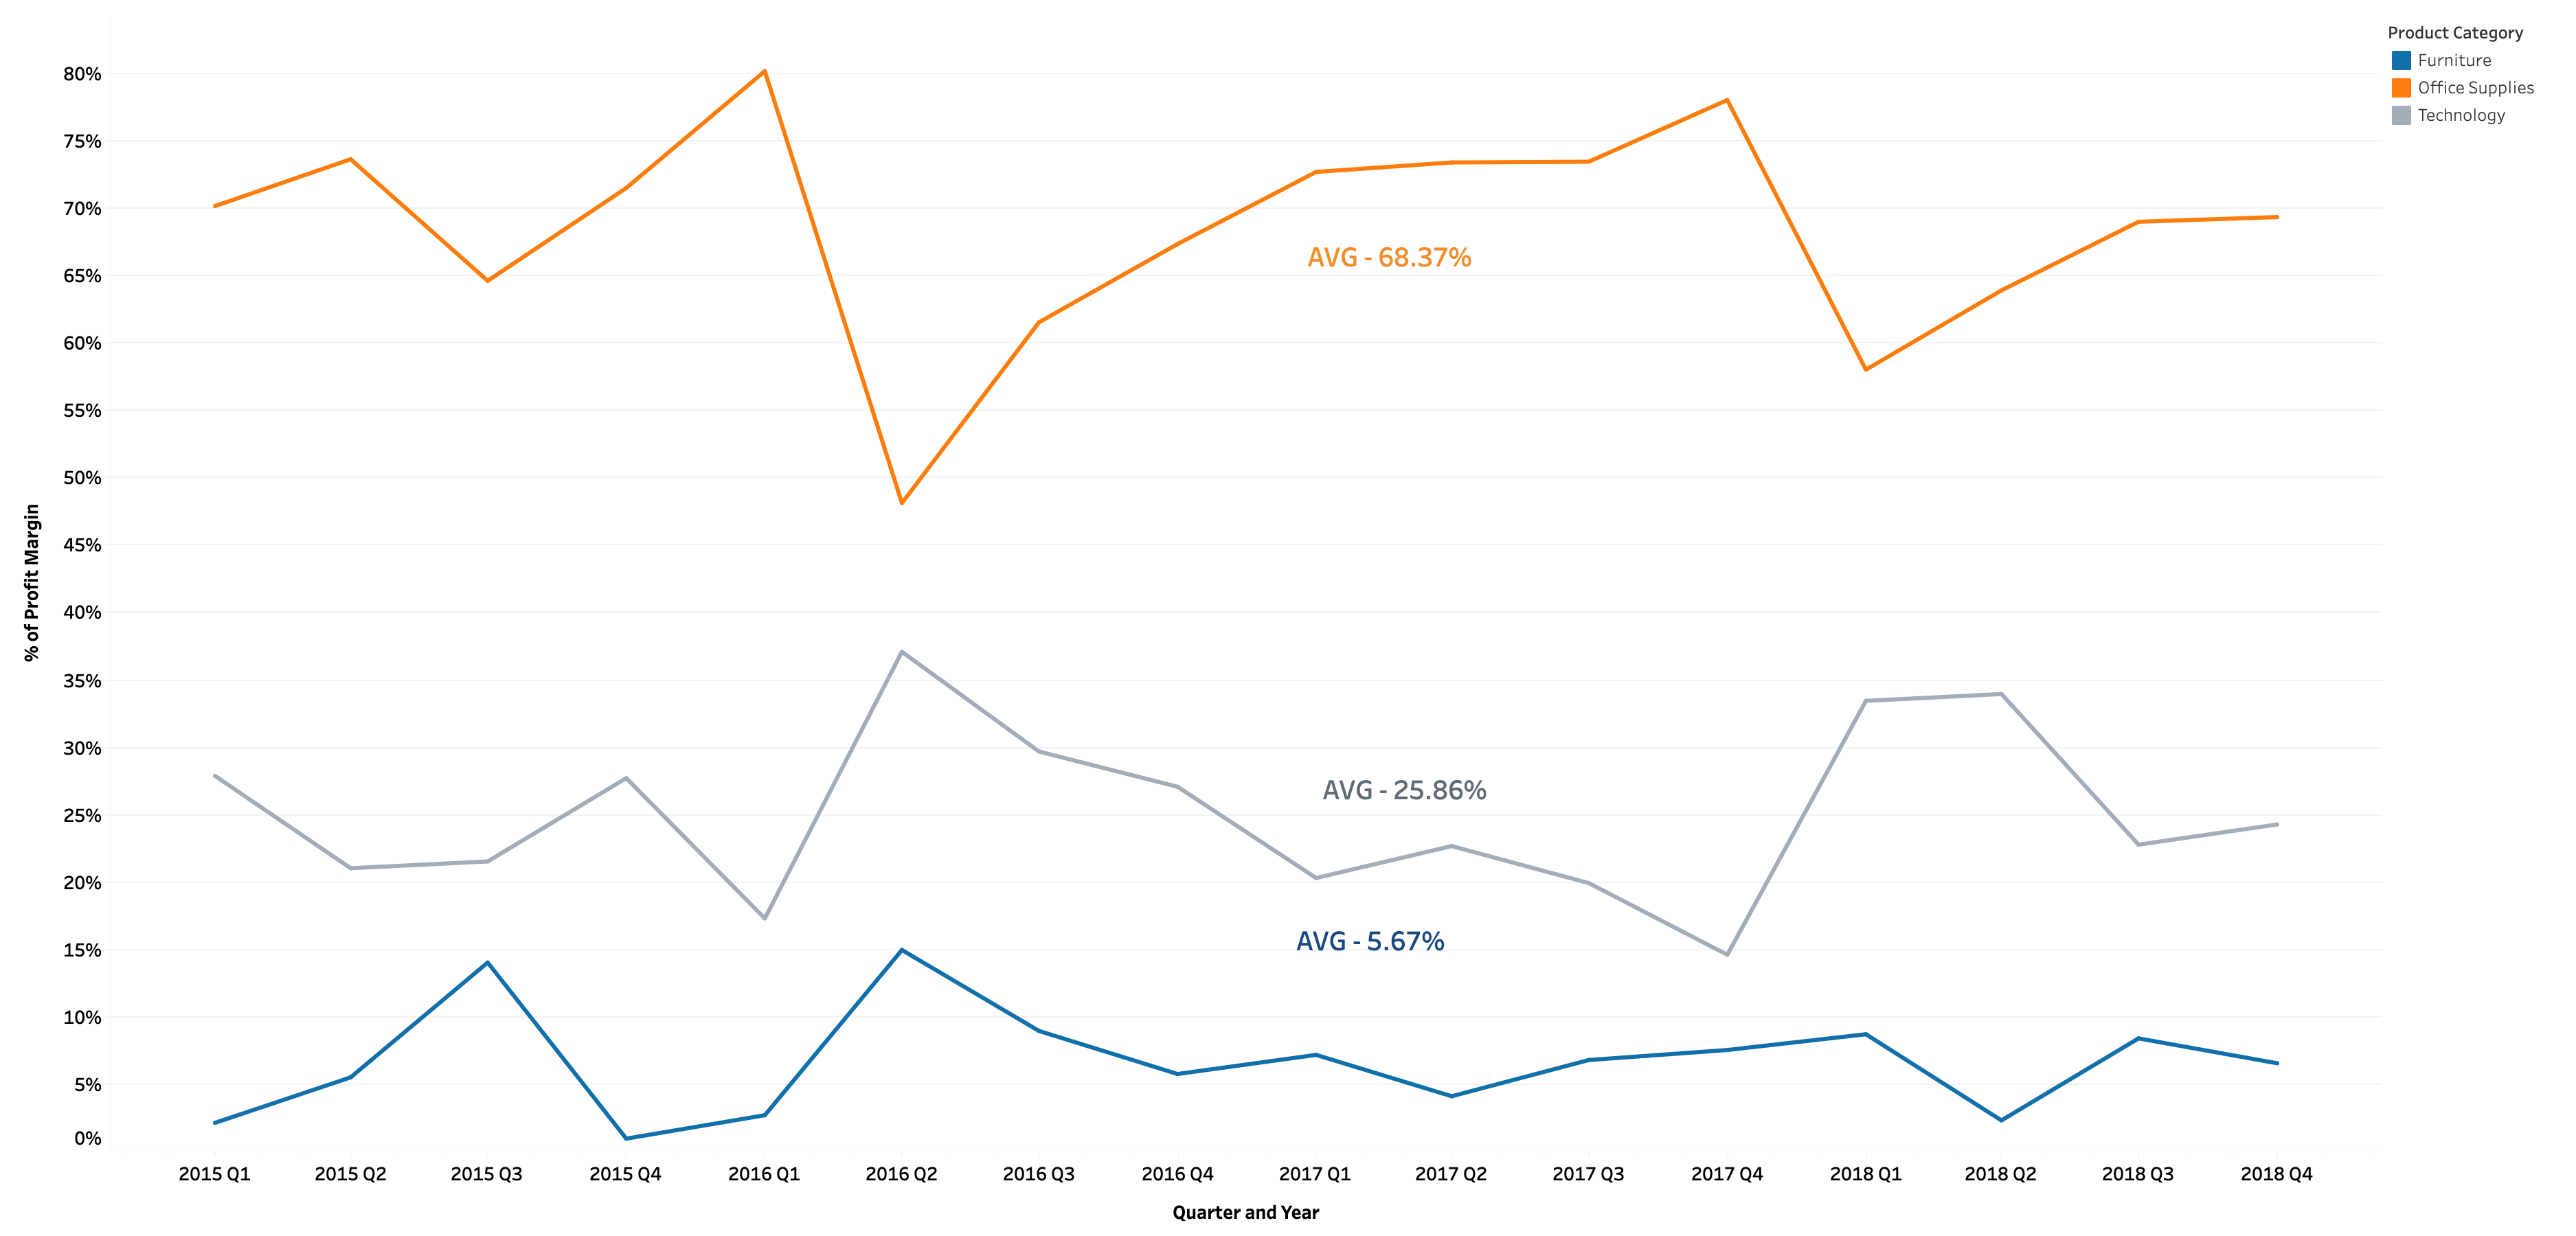 Product Category
Furniture
Office Supplies
Technology
% of Profit Margin
80%
75%
70%
65%
60%
55%
50%
45%
40%
35%
30%
25%
20%
15%
10%
5%
0%
AVG - 68.37%
AVG - 25.86%
AVG - 5.67%
2015 Q1 2015 Q2 2015 Q3 2015 Q4 2016 Q1 2016 Q2 2016 Q3 2016 Q4 2017 Q1 2017 Q2 2017 Q3 2017 Q4 2018 Q1 2018 Q2 2018 Q3 2018 Q4
Quarter and Year